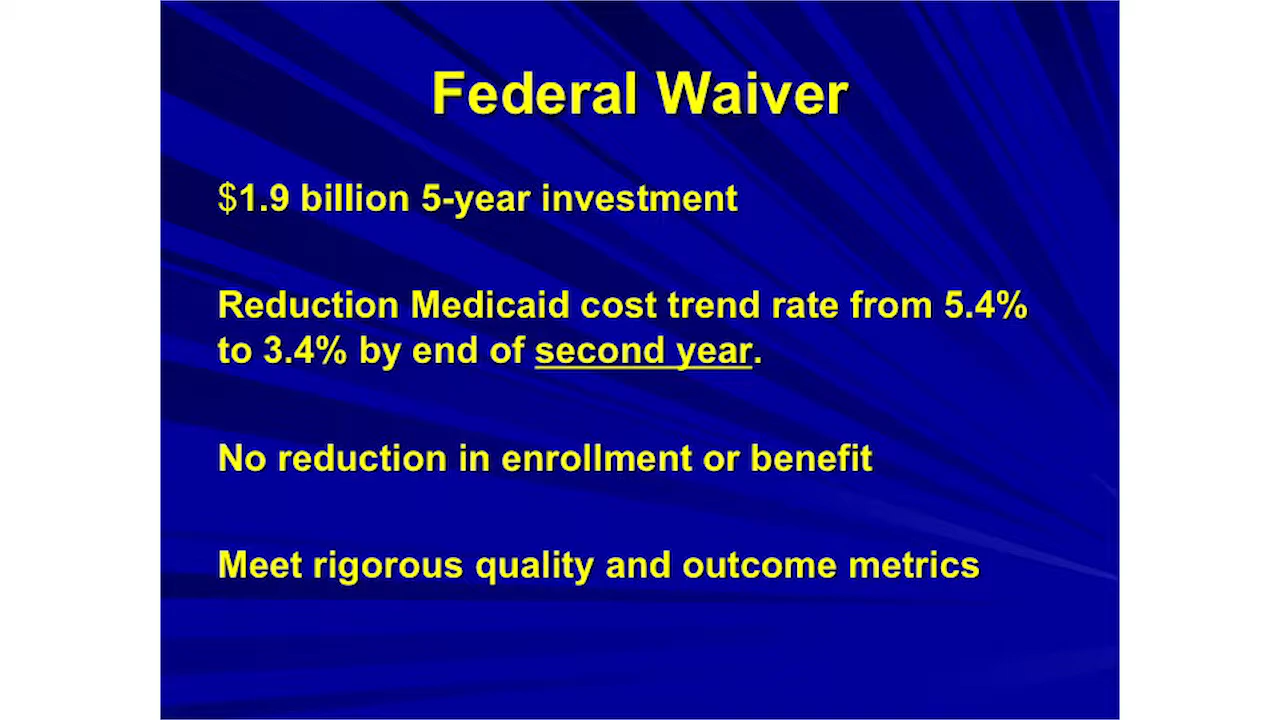 Federal Waiver
$1.9 billion 5-year investment
Reduction Medicaid cost trend rate from 5.4%
to 3.4% by end of second year.
No reduction in enrollment or benefit
Meet rigorous quality and outcome metrics